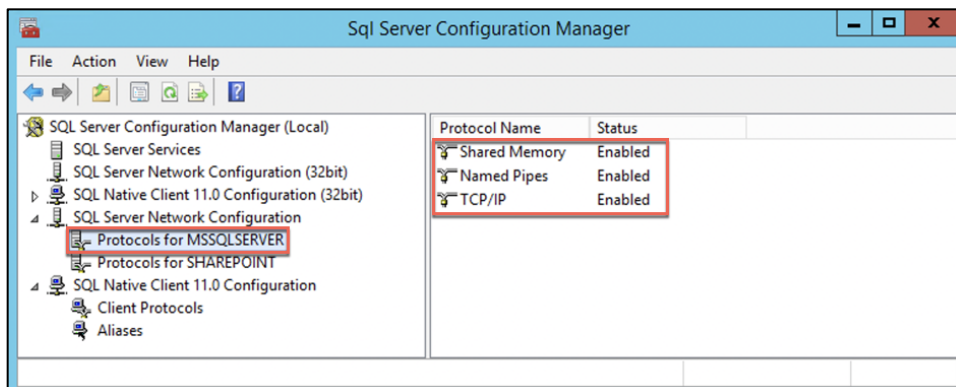 Sql Server Configuration Manager
File Action View Help
SQL Server Configuration Manager (Local)
SQL Server Services
SQL Server Network Configuration (32bit)
SQL Native Client 11.0 Configuration (32bit)
SQL Server Network Configuration
Protocols for MSSQLSERVER
Protocols for SHAREPOINT
SQL Native Client 11.0 Configuration
Client Protocols
Aliases
Protocol Name Status
Shared Memory Enabled
Named Pipes Enabled
TCP/IP Enabled